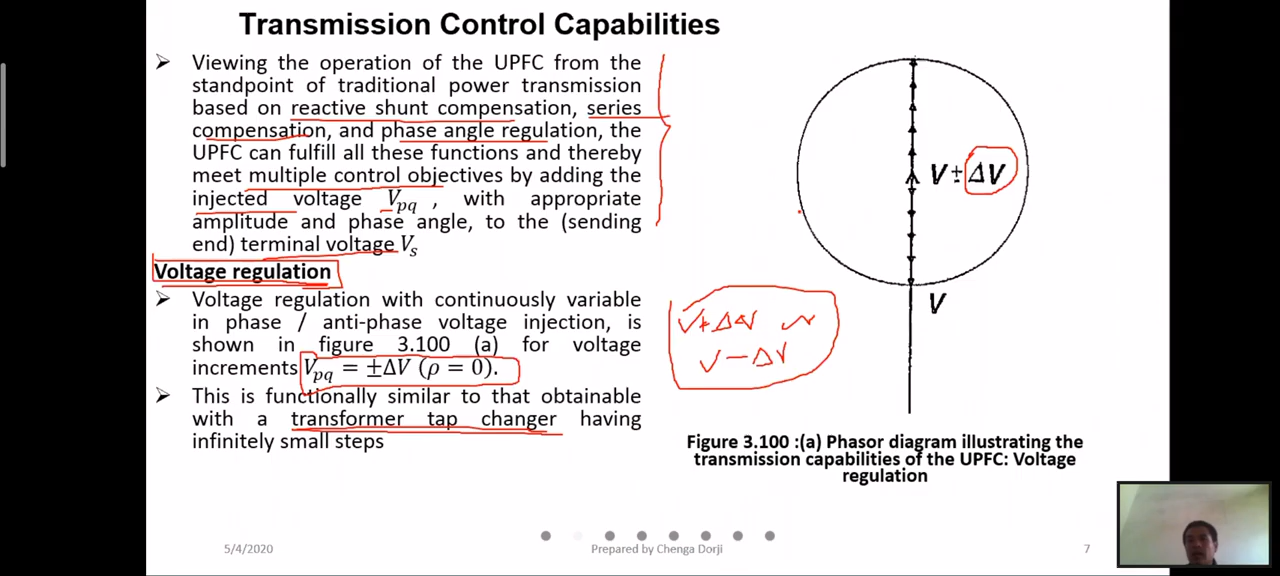 Transmission Control Capabilities
➢ Viewing the operation of the UPFC from the
standpoint of traditional power transmission
based on reactive shunt compensation, series
compensation, and phase angle regulation, the
UPFC can fulfill all these functions and thereby
meet multiple control objectives by adding the
injected voltage Vpq , with appropriate
amplitude and phase angle, to the (sending
end) terminal voltage Vs
Voltage regulation
➢ Voltage regulation with continuously variable
in phase / anti-phase voltage injection, is
shown in figure 3.100 (a) for voltage
increments Vpq = ±ΔV (ρ = 0).
➢ This is functionally similar to that obtainable
with a transformer tap changer having
infinitely small steps
V ± ΔV
V
V+ΔV
V-ΔV
Figure 3.100 :(a) Phasor diagram illustrating the
transmission capabilities of the UPFC: Voltage
regulation
5/4/2020
Prepared by Chenga Dorji
7